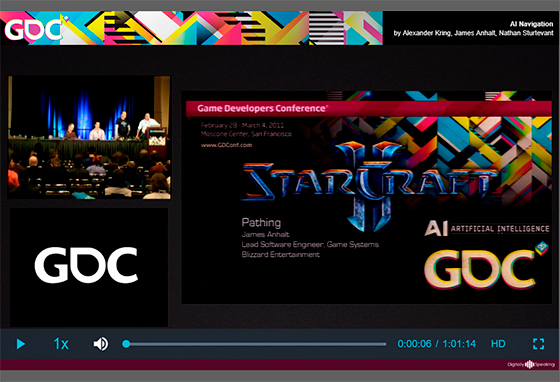 GDC
AI Navigation
by Alexander Kring, James Anhalt, Nathan Sturtevant
Game Developers Conference®
February 28 - March 4, 2011
Moscone Center, San Francisco
www.GDConf.com
STARCRAFT
II
Pathing
James Anhalt
Lead Software Engineer, Game Systems
Blizzard Entertainment
AI ARTIFICIAL INTELLIGENCE
GDC
GDC
1x
0:00:06 / 1:01:14
HD
Digitally Speaking